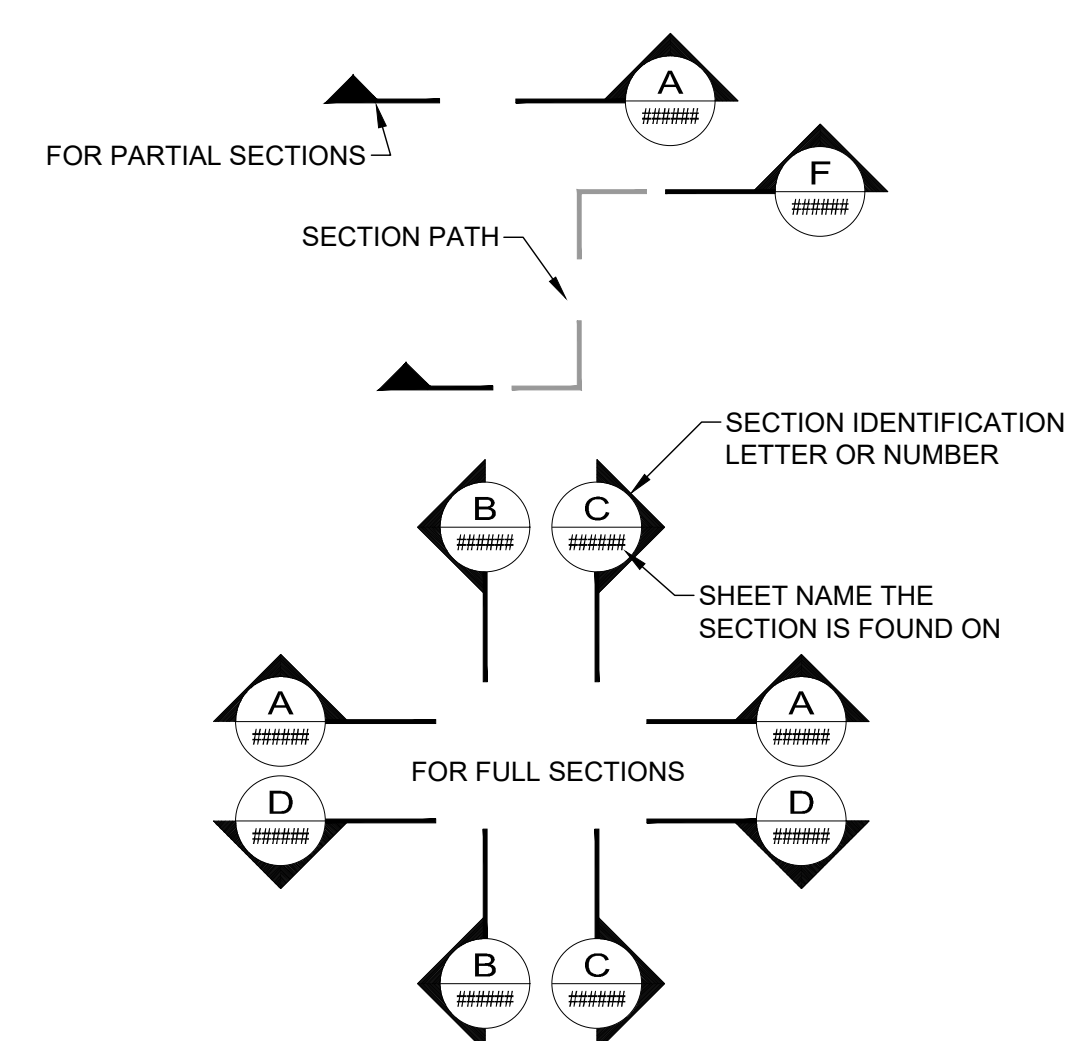 A
######
FOR PARTIAL SECTIONS
F
######
SECTION PATH
SECTION IDENTIFICATION
LETTER OR NUMBER
B
######
C
######
SHEET NAME THE
SECTION IS FOUND ON
A
######
A
######
FOR FULL SECTIONS
D
######
D
######
B
######
C
######